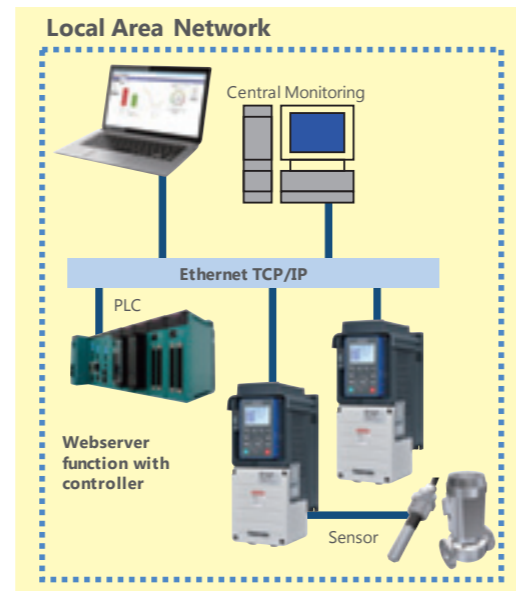 Local Area Network
Central Monitoring
Ethernet TCP/IP
PLC
Webserver
function with
controller
Sensor